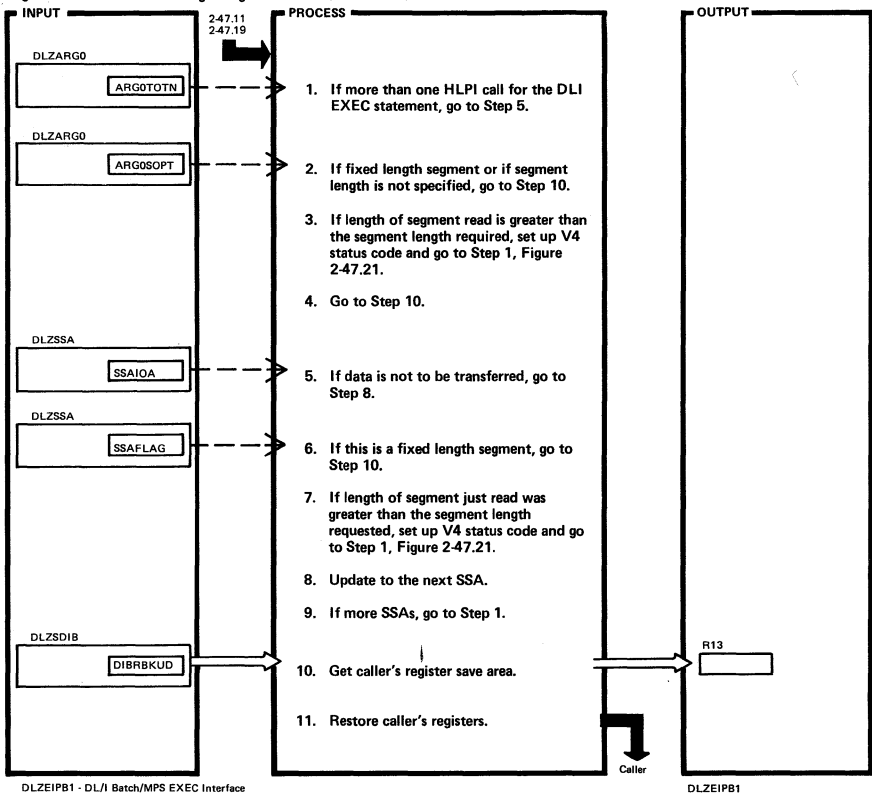 INPUT
2-47.11
2-47.19
PROCESS
OUTPUT
DLZARG0
ARG0TOTN
1. If more than one HLPI call for the DLI
EXEC statement, go to Step 5.
DLZARG0
ARG0SOPT
2. If fixed length segment or if segment
length is not specified, go to Step 10.
3. If length of segment read is greater than
the segment length required, set up V4
status code and go to Step 1, Figure
2-47.21.
4. Go to Step 10.
DLZSSA
SSAIOA
5. If data is not to be transferred, go to
Step 8.
DLZSSA
SSAFLAG
6. If this is a fixed length segment, go to
Step 10.
7. If length of segment just read was
greater than the segment length
requested, set up V4 status code and go
to Step 1, Figure 2-47.21.
8. Update to the next SSA.
9. If more SSAs, go to Step 1.
DLZSDIB
DIBRBKUD
10. Get caller's register save area.
R13
11. Restore caller's registers.
Caller
DLZEIPB1 - DL/I Batch/MPS EXEC Interface
DLZEIPB1